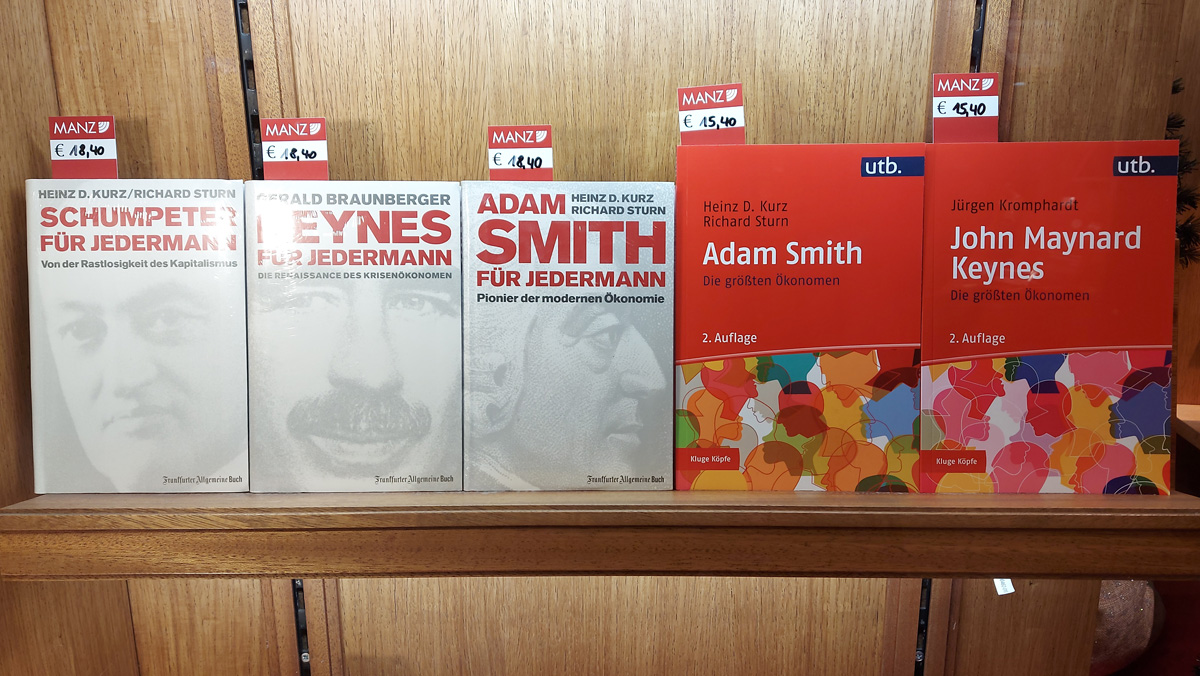 MANZ
€ 18,40
HEINZ D. KURZ/RICHARD STURN
SCHUMPETER
FÜR JEDERMANN
Von der Rastlosigkeit des Kapitalismus
Frankfurter Allgemeine Buch
MANZ
€ 18,40
GERALD BRAUNBERGER
KEYNES
FÜR JEDERMANN
DIE RENAISSANCE DES KRISENÖKONOMEN
Frankfurter Allgemeine Buch
MANZ
€ 18,40
ADAM
HEINZ D. KURZ
RICHARD STURN
SMITH
FÜR JEDERMANN
Pionier der modernen Ökonomie
Frankfurter Allgemeine Buch
MANZ
€ 15,40
utb.
Heinz D. Kurz
Richard Sturn
Adam Smith
Die größten Ökonomen
2. Auflage
Kluge Köpfe
MANZ
€ 15,40
utb.
Jürgen Kromphardt
John Maynard
Keynes
Die größten Ökonomen
2. Auflage
Kluge Köpfe